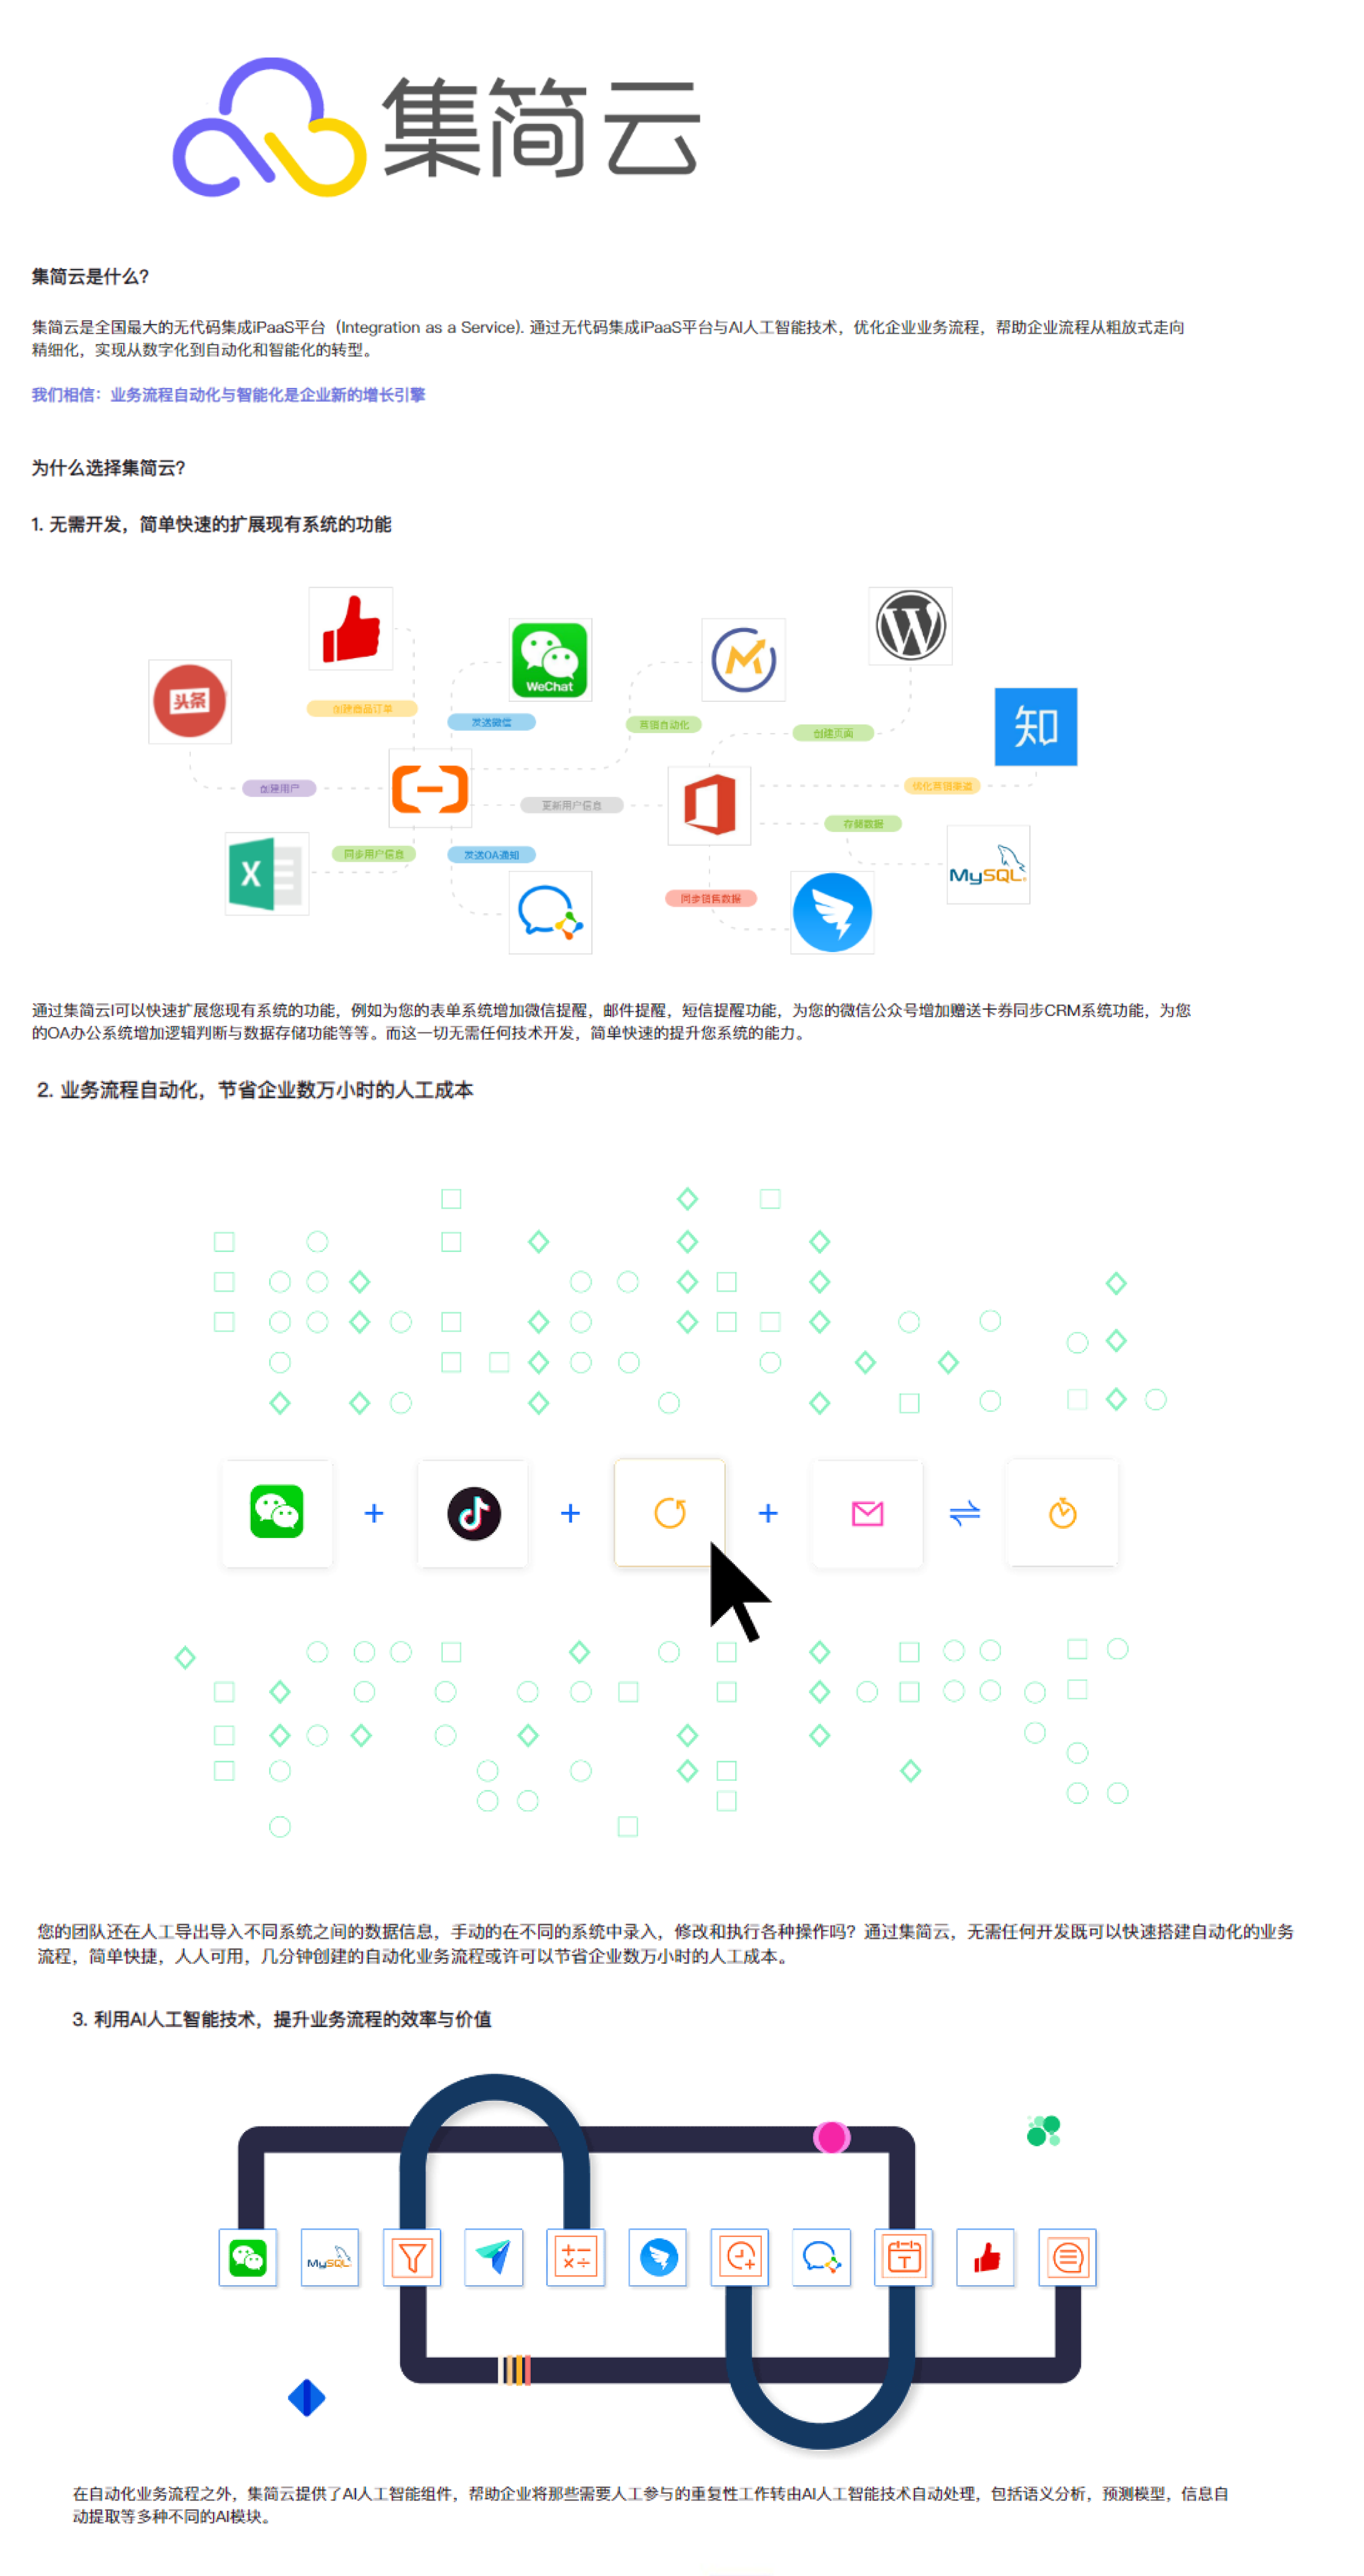 集简云
集简云是什么?
集简云是全国最大的无代码集成iPaaS平台（Integration as a Service). 通过无代码集成iPaaS平台与AI人工智能技术，优化企业业务流程，帮助企业流程从粗放式走向
精细化，实现从数字化到自动化和智能化的转型。
我们相信：业务流程自动化与智能化是企业新的增长引擎
为什么选择集简云?
1. 无需开发，简单快速的扩展现有系统的功能
头条
创建商品订单
WeChat
发送微信
营销自动化
创建页面
知
创建用户
更新用户信息
优化营销渠道
存储数据
同步用户信息
发送OA通知
X
MySQL
同步销售数据
通过集简云I可以快速扩展您现有系统的功能，例如为您的表单系统增加微信提醒，邮件提醒，短信提醒功能，为您的微信公众号增加赠送卡券同步CRM系统功能，为您
的OA办公系统增加逻辑判断与数据存储功能等等。而这一切无需任何技术开发，简单快速的提升您系统的能力。
2. 业务流程自动化，节省企业数万小时的人工成本
您的团队还在人工导出导入不同系统之间的数据信息，手动的在不同的系统中录入，修改和执行各种操作吗？通过集简云，无需任何开发既可以快速搭建自动化的业务
流程，简单快捷，人人可用，几分钟创建的自动化业务流程或许可以节省企业数万小时的人工成本。
3. 利用AI人工智能技术，提升业务流程的效率与价值
MySQL
在自动化业务流程之外，集简云提供了AI人工智能组件，帮助企业将那些需要人工参与的重复性工作转由AI人工智能技术自动处理，包括语义分析，预测模型，信息自
动提取等多种不同的AI模块。